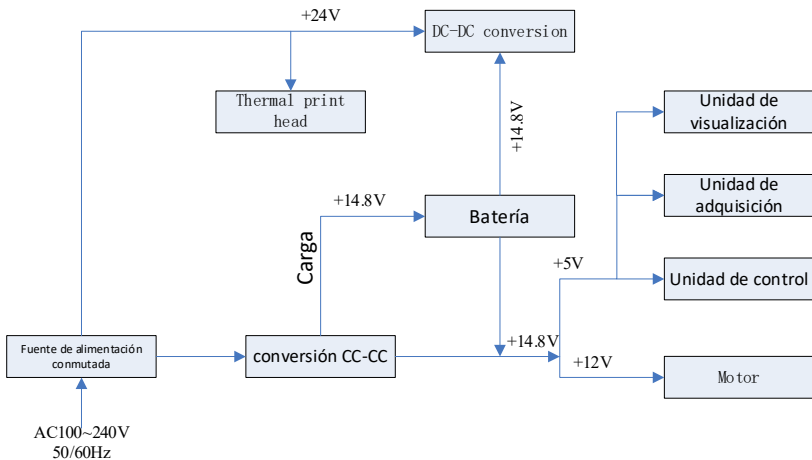 +24V
DC-DC conversion
Thermal print
head
Unidad de
visualización
+14.8V
Unidad de
adquisición
+14.8V
Batería
Carga
+5V
Unidad de control
Fuente de alimentación
conmutada
conversión CC-CC
+14.8V
+12V
Motor
AC100~240V
50/60Hz